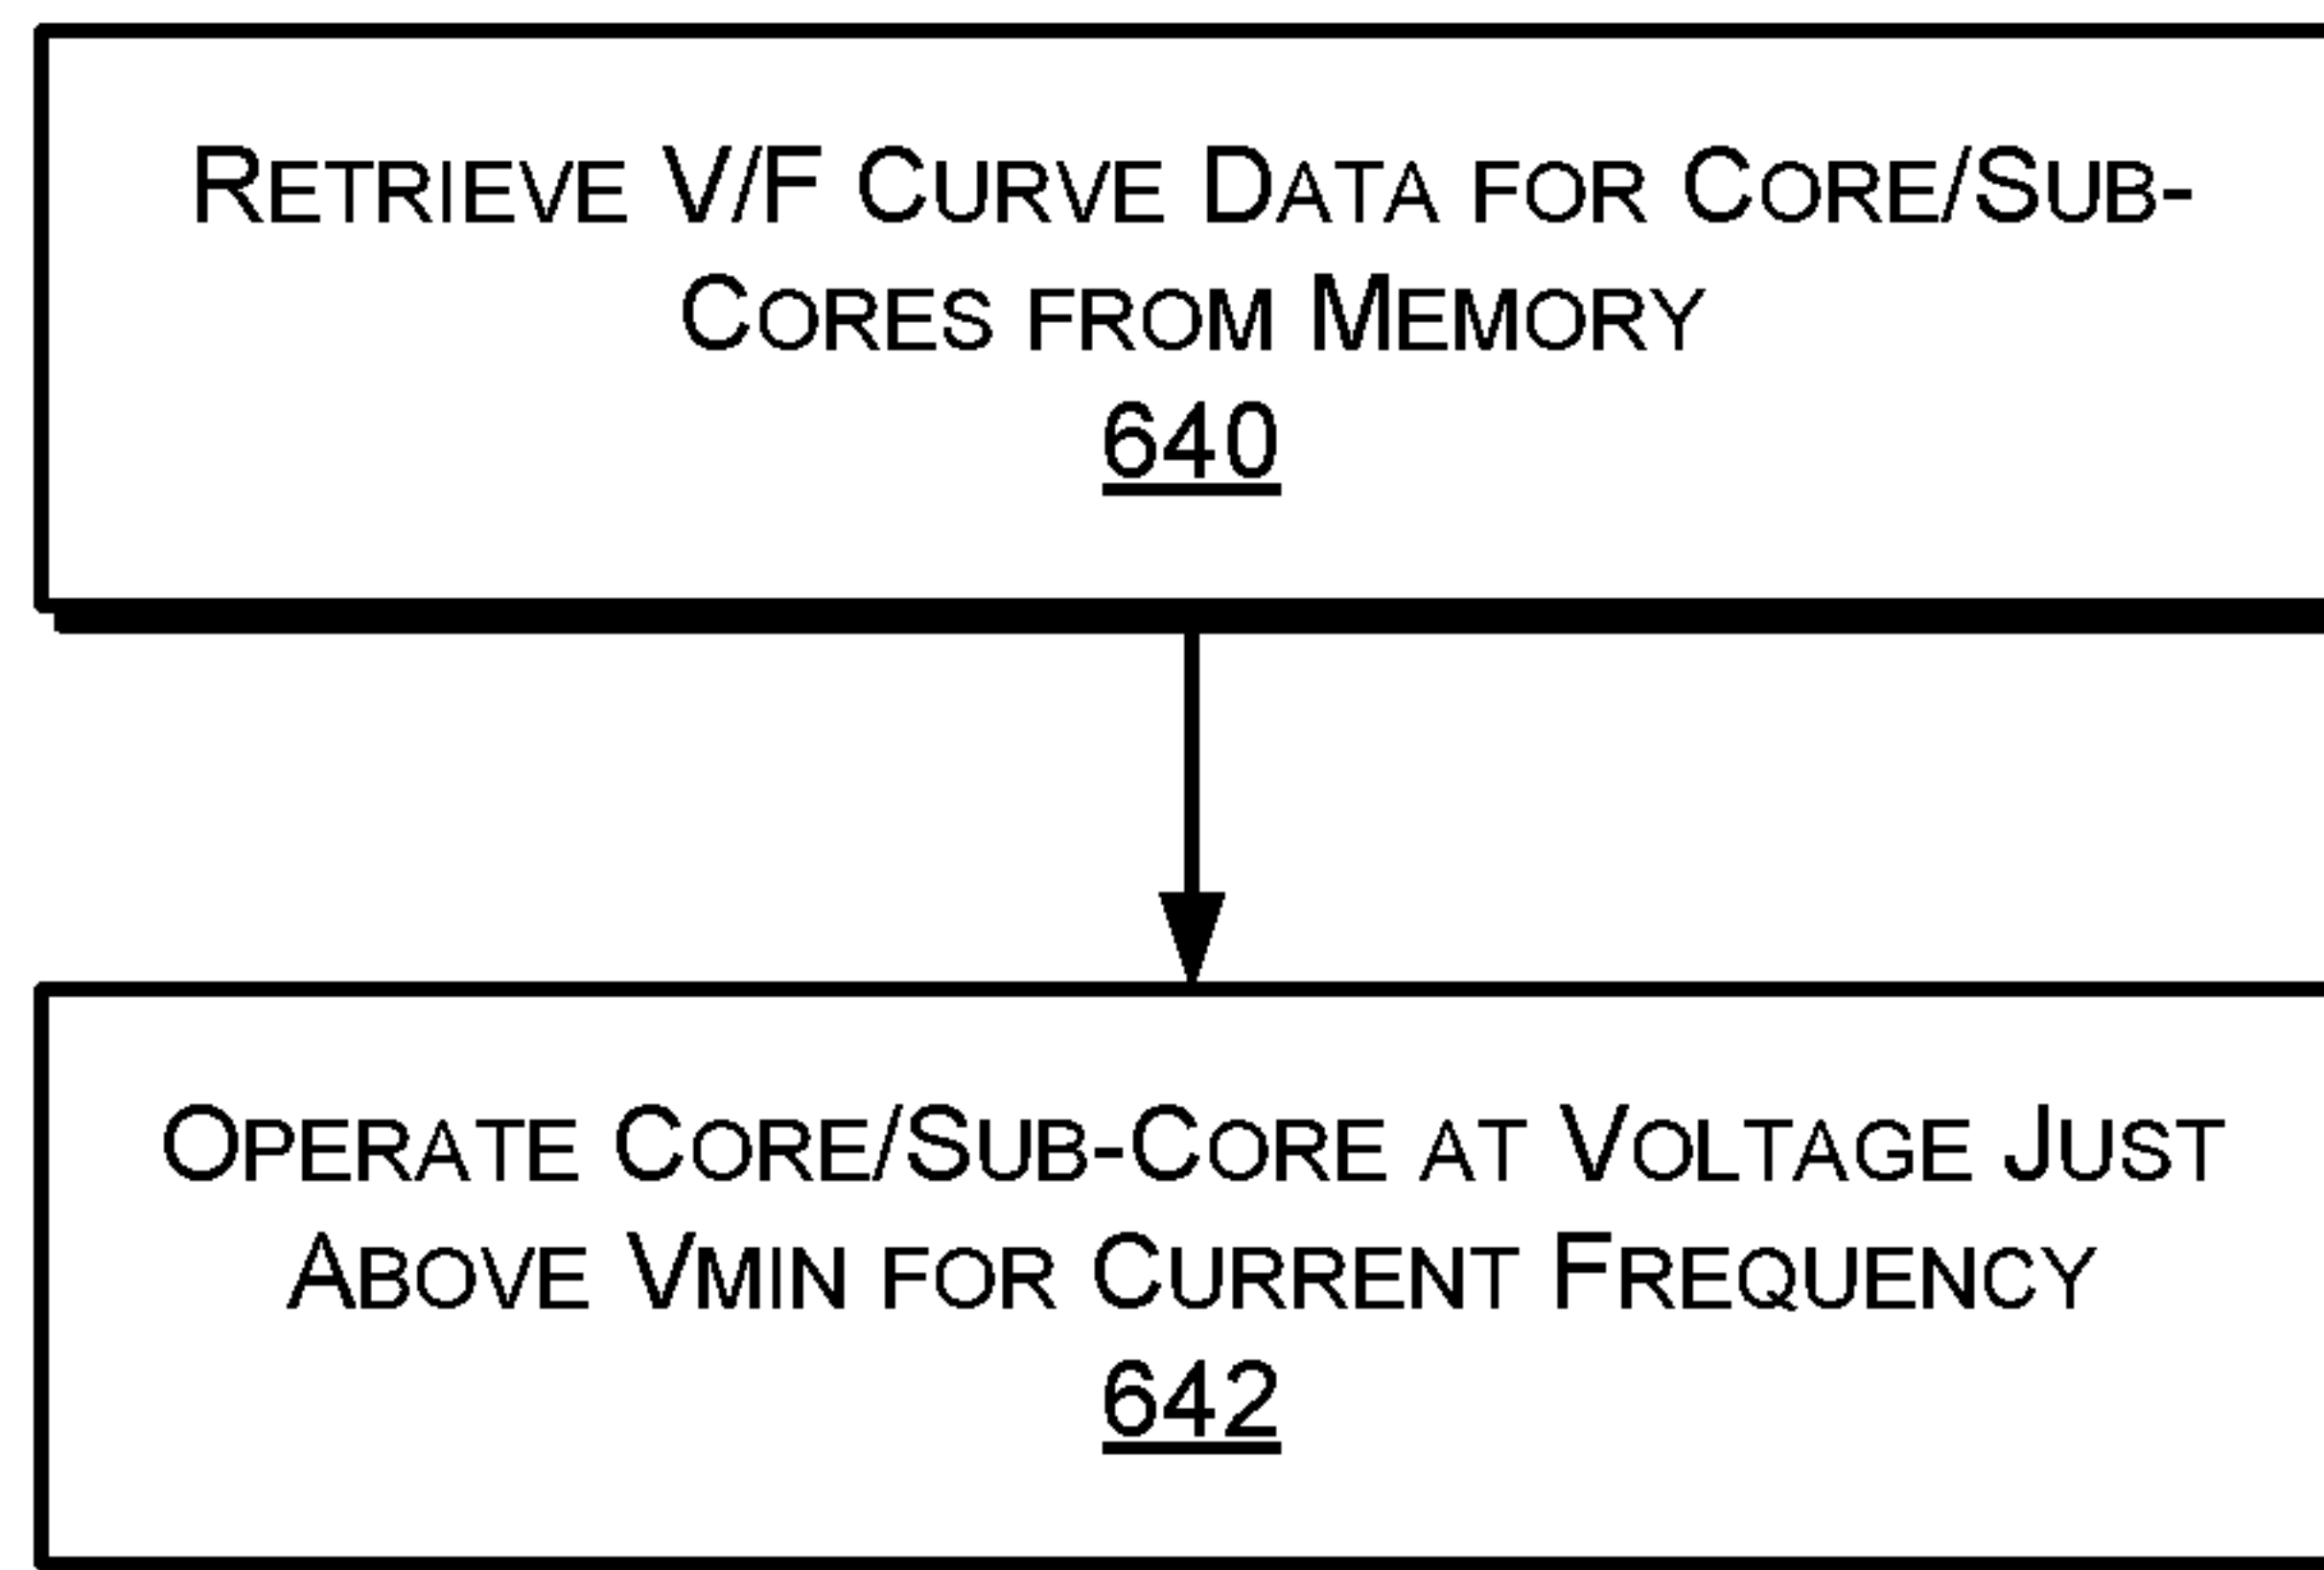 RETRIEVE V/F CURVE DATA FOR CORE/SUB-
CORES FROM MEMORY
640
OPERATE CORE/SUB-CORE AT VOLTAGE JUST
ABOVE VMIN FOR CURRENT FREQUENCY
642